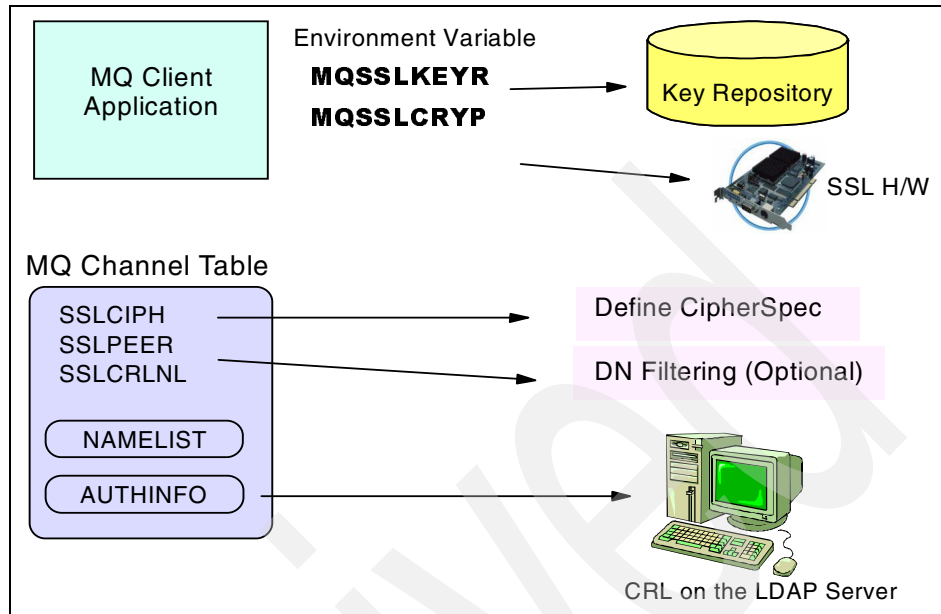 MQ Client
Application
Environment Variable
MQSSLKEYR
MQSSLCRYP
Key Repository
SSL H/W
MQ Channel Table
SSLCIPH
SSLPEER
SSLCRLNL
NAMELIST
AUTHINFO
Define CipherSpec
DN Filtering (Optional)
CRL on the LDAP Server